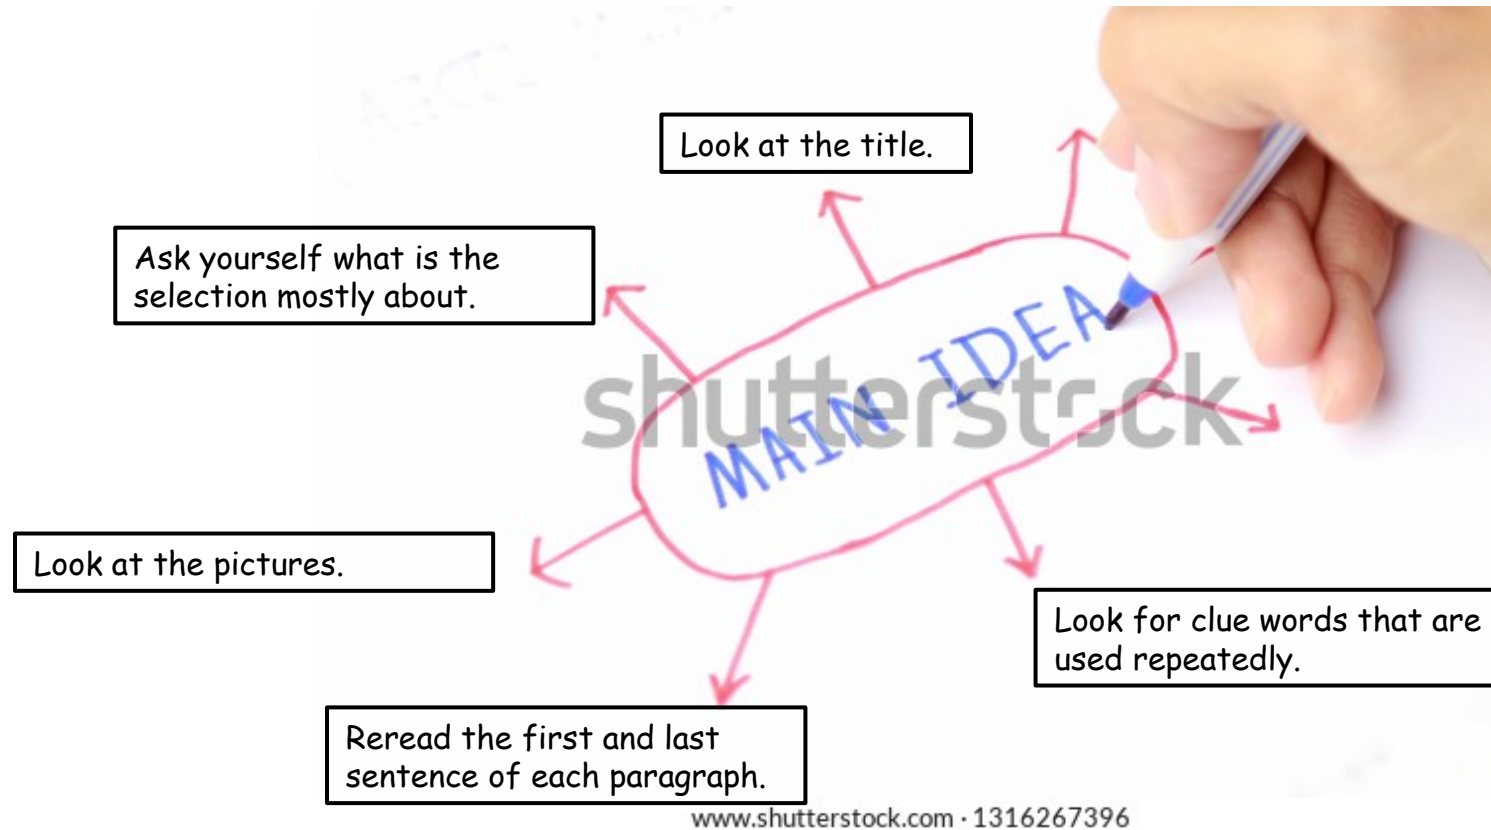 Look at the title.
Ask yourself what is the
selection mostly about.
MAIN IDEA
shutterstock
Look at the pictures.
Look for clue words that are
used repeatedly.
Reread the first and last
sentence of each paragraph.
www.shutterstock.com · 1316267396